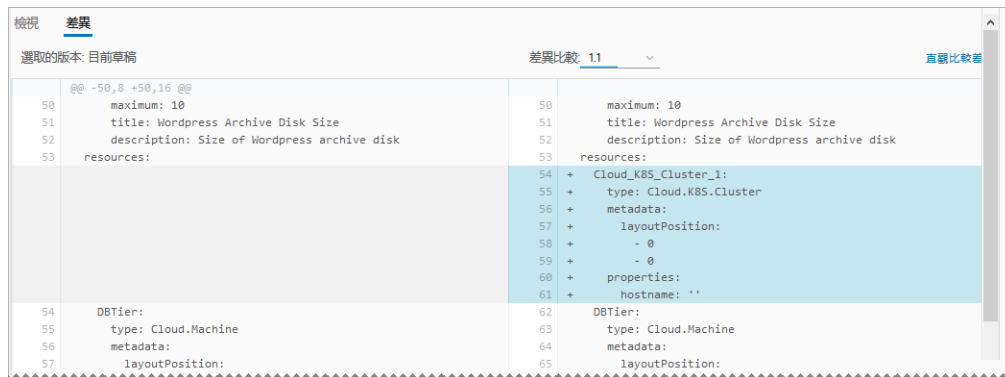 檢視 差異
選取的版本: 目前草稿 差異比較: 1.1 直觀比較差
@@ -50,8 +50,16 @@
50 maximum: 10 50 maximum: 10
51 title: Wordpress Archive Disk Size 51 title: Wordpress Archive Disk Size
52 description: Size of Wordpress archive disk 52 description: Size of Wordpress archive disk
53 resources: 53 resources:
54 + Cloud_K8S_Cluster_1:
55 + type: Cloud.K8S.Cluster
56 + metadata:
57 + layoutPosition:
58 + - 0
59 + - 0
60 + properties:
61 + hostname: ''
54 DBTier: 62 DBTier:
55 type: Cloud.Machine 63 type: Cloud.Machine
56 metadata: 64 metadata:
57 layoutPosition: 65 layoutPosition: